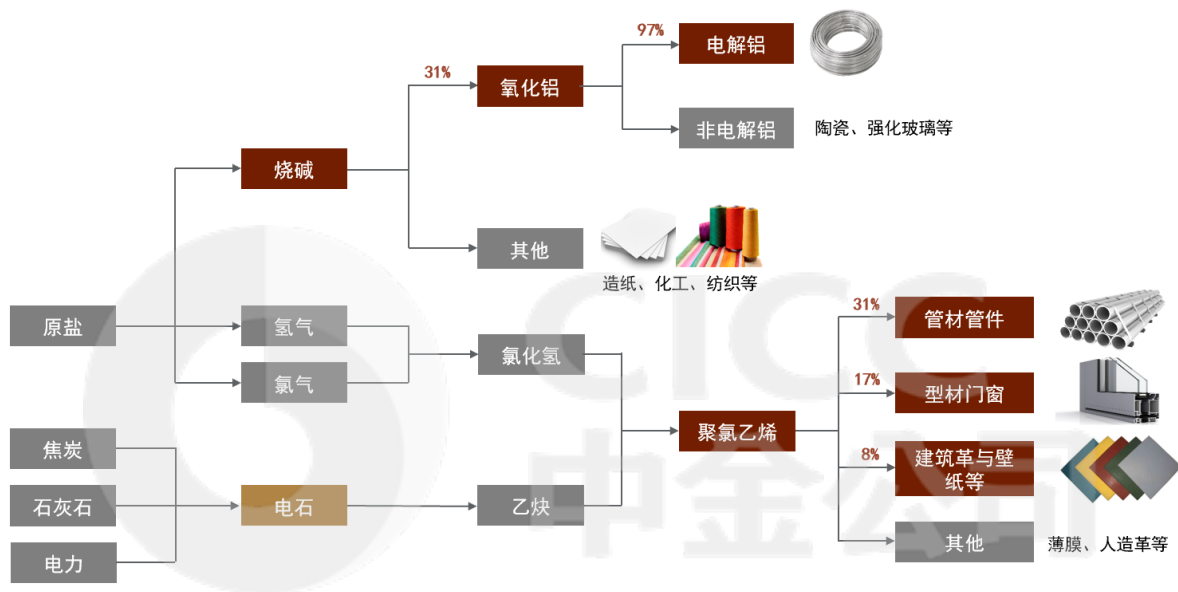 97%
电解铝
31%
氧化铝
非电解铝
陶瓷、强化玻璃等
烧碱
其他
造纸、化工、纺织等
原盐
氢气
氯气
氯化氢
31%
管材管件
17%
型材门窗
聚氯乙烯
8%
建筑革与壁
纸等
其他
薄膜、人造革等
焦炭
石灰石
电力
电石
乙炔
CICC
中金公司